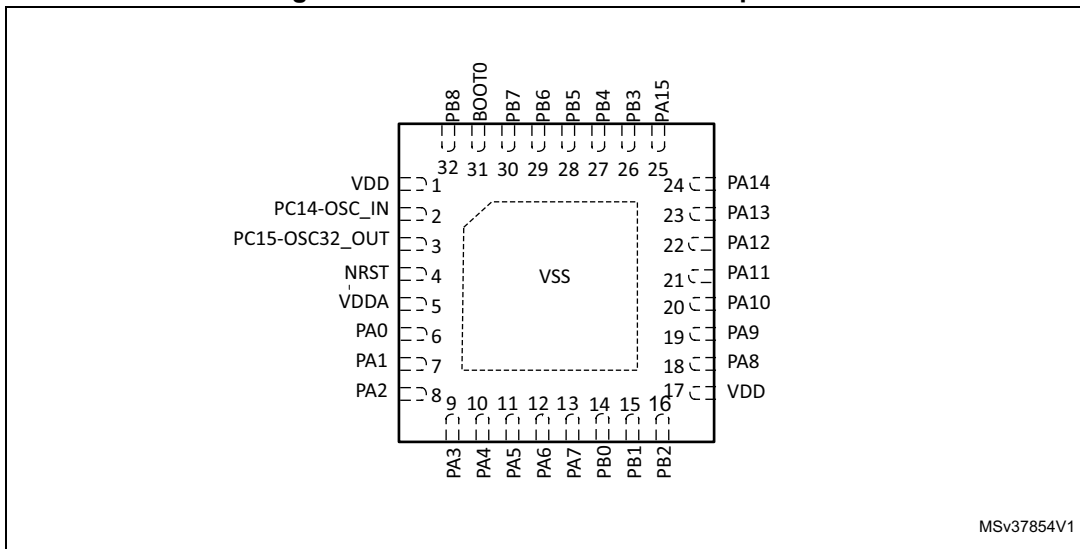 PB8
BOOT0
PB7
PB6
PB5
PB4
PB3
PA15
32 31 30 29 28 27 26 25
VDD 1
PC14-OSC_IN 2
PC15-OSC32_OUT 3
NRST 4
VDDA 5
PA0 6
PA1 7
PA2 8
VSS
24 PA14
23 PA13
22 PA12
21 PA11
20 PA10
19 PA9
18 PA8
17 VDD
9 10 11 12 13 14 15 16
PA3
PA4
PA5
PA6
PA7
PB0
PB1
PB2
MSv37854V1